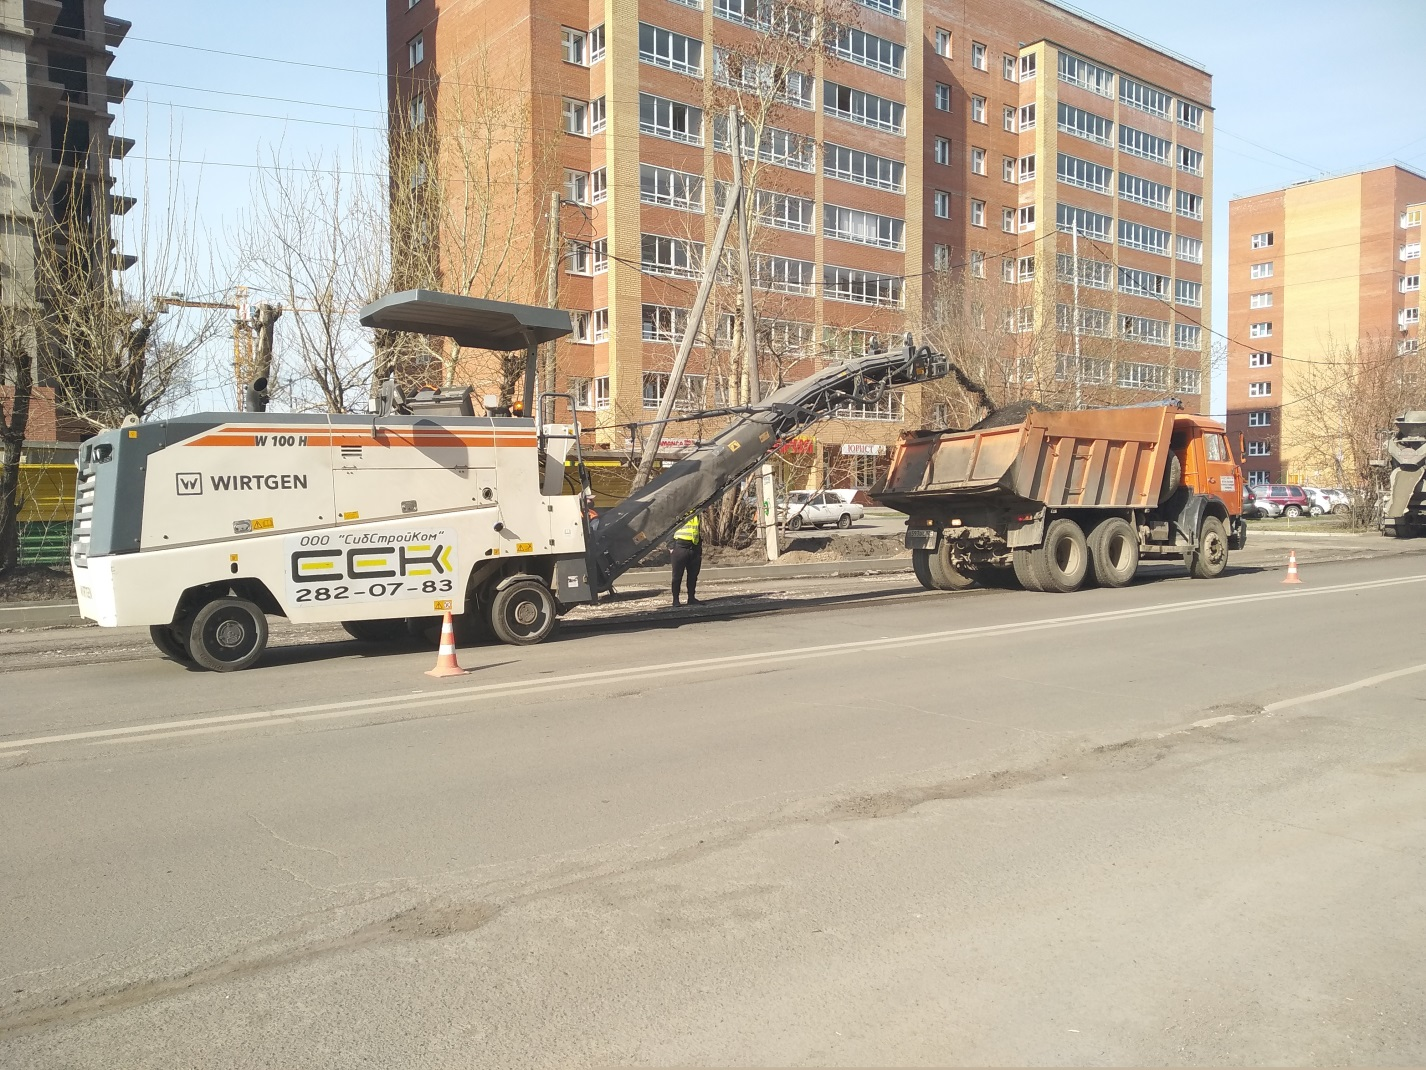 W 100 H
WIRTGEN
ООО "СибСтройКом"
ССК
282-07-83
ЮРИСТ